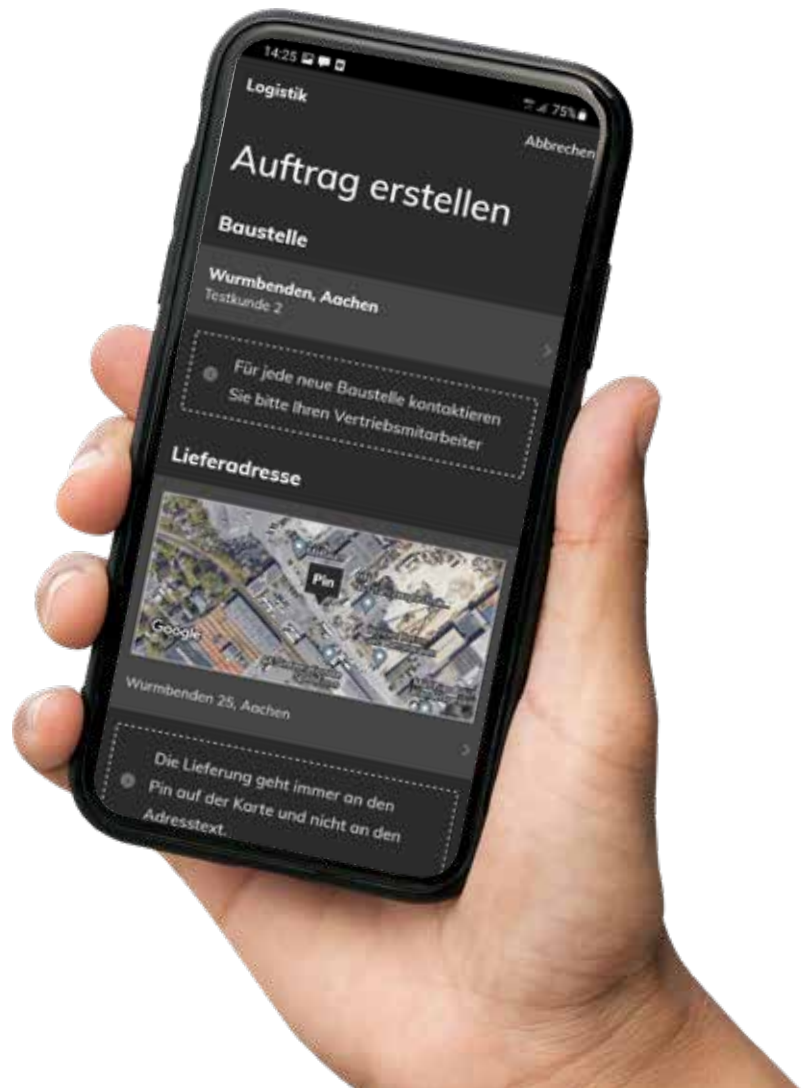 14:25
75%
Logistik
Abbrechen
Auftrag erstellen
Baustelle
Wurmbenden, Aachen
Testkunde 2
Für jede neue Baustelle kontaktieren
Sie bitte Ihren Vertriebsmitarbeiter
Lieferadresse
Pin
Google
Wurmbenden 25, Aachen
Die Lieferung geht immer an den
Pin auf der Karte und nicht an den
Adresstext.